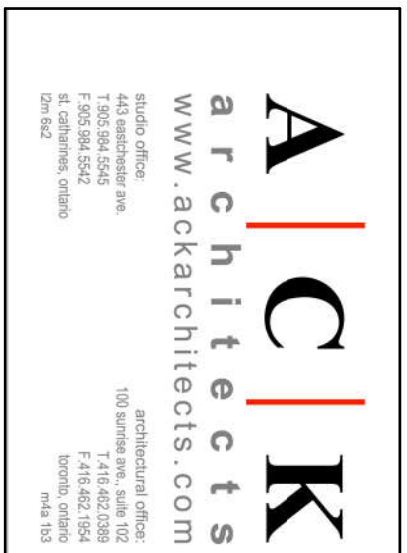 A|C|K
architects
www.ackarchitects.com
studio office:
443 eastchester ave.
T.905.984.5545
F.905.984.5542
st. catharines, ontario
l2m 6s2
architectural office:
100 sunrise ave., suite 102
T.416.462.0389
F.416.462.1954
toronto, ontario
m4a 1b3